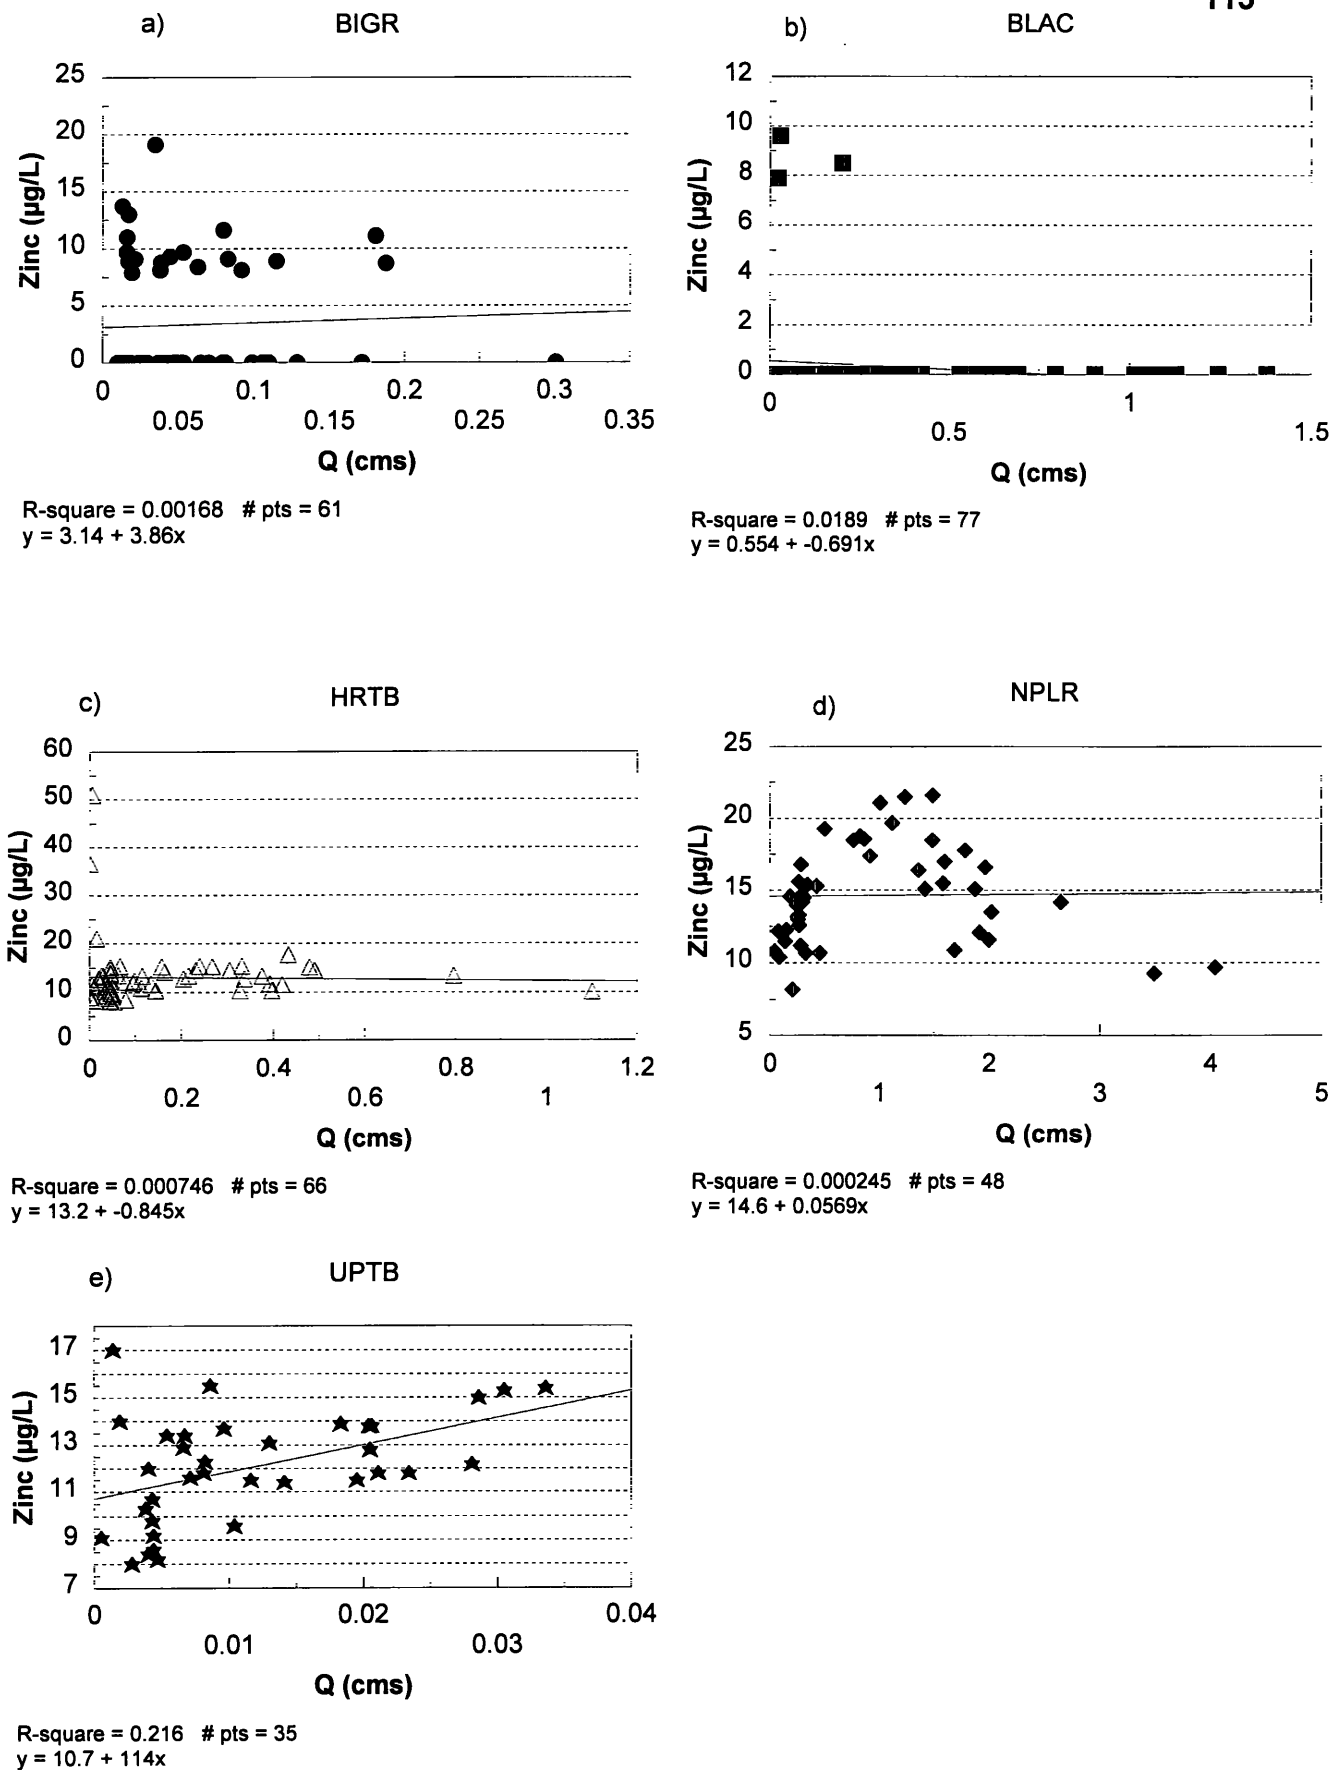 a) BIGR
25
20
15
10
5
0
Zinc (µg/L)
0 0.1 0.2 0.3
0.05 0.15 0.25 0.35
Q (cms)
R-square = 0.00168 # pts = 61
y = 3.14 + 3.86x
b) BLAC
12
10
8
6
4
2
0
Zinc (µg/L)
0 1
0.5 1.5
Q (cms)
R-square = 0.0189 # pts = 77
y = 0.554 + -0.691x
c) HRTB
60
50
40
30
20
10
0
Zinc (µg/L)
0 0.4 0.8 1.2
0.2 0.6 1
Q (cms)
R-square = 0.000746 # pts = 66
y = 13.2 + -0.845x
d) NPLR
25
20
15
10
5
Zinc (µg/L)
0 2 4
1 3 5
Q (cms)
R-square = 0.000245 # pts = 48
y = 14.6 + 0.0569x
e) UPTB
17
15
13
11
9
7
Zinc (µg/L)
0 0.02 0.04
0.01 0.03
Q (cms)
R-square = 0.216 # pts = 35
y = 10.7 + 114x